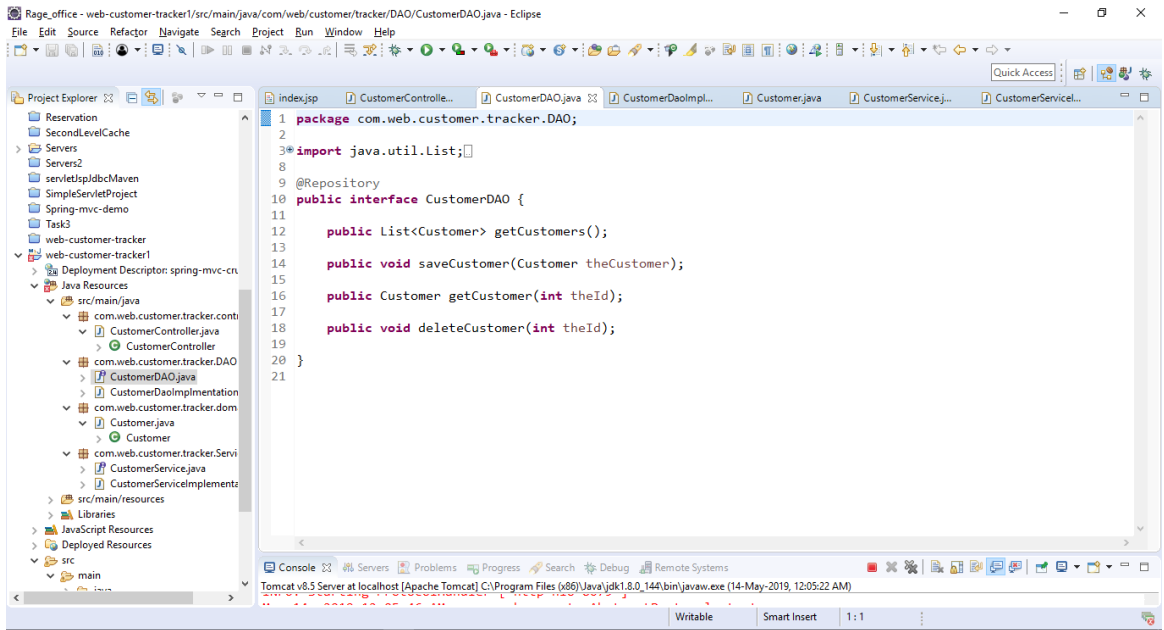 Rage_office - web-customer-tracker1/src/main/java/com/web/customer/tracker/DAO/CustomerDAO.java - Eclipse
File Edit Source Refactor Navigate Search Project Run Window Help
Quick Access
Project Explorer
index.jsp CustomerControlle... CustomerDAO.java CustomerDaoImpl... Customer.java CustomerService.j... CustomerServiceI...
Reservation
SecondLevelCache
Servers
Servers2
servletJspJdbcMaven
SimpleServletProject
Spring-mvc-demo
Task3
web-customer-tracker
web-customer-tracker1
Deployment Descriptor: spring-mvc-cru
Java Resources
src/main/java
com.web.customer.tracker.contr
CustomerController.java
CustomerController
com.web.customer.tracker.DAO
CustomerDAO.java
CustomerDaoImplmentation
com.web.customer.tracker.dom
Customer.java
Customer
com.web.customer.tracker.Servi
CustomerService.java
CustomerServiceImplementa
src/main/resources
Libraries
JavaScript Resources
Deployed Resources
src
main
1 package com.web.customer.tracker.DAO;
2
3 import java.util.List;
8
9 @Repository
10 public interface CustomerDAO {
11
12 public List<Customer> getCustomers();
13
14 public void saveCustomer(Customer theCustomer);
15
16 public Customer getCustomer(int theId);
17
18 public void deleteCustomer(int theId);
19
20 }
21
Console Servers Problems Progress Search Debug Remote Systems
Tomcat v8.5 Server at localhost [Apache Tomcat] C:\Program Files (x86)\Java\jdk1.8.0_144\bin\javaw.exe (14-May-2019, 12:05:22 AM)
Writable Smart Insert 1 : 1